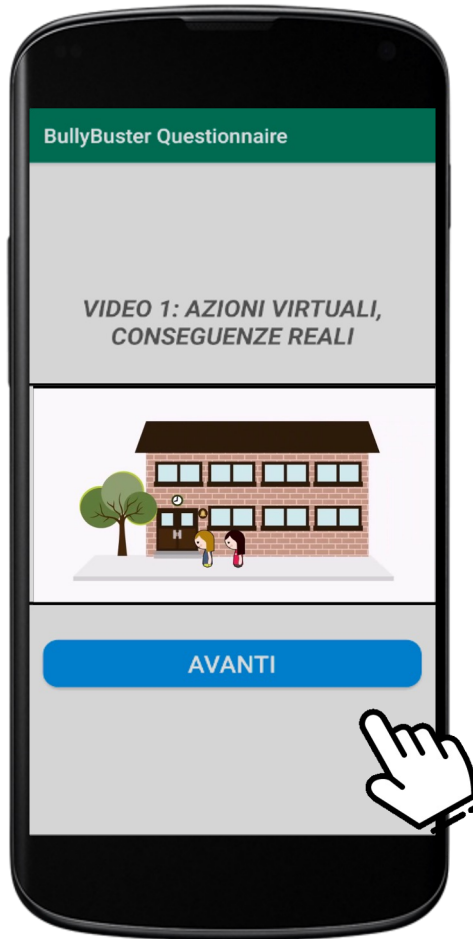 BullyBuster Questionnaire
VIDEO 1: AZIONI VIRTUALI,
CONSEGUENZE REALI
AVANTI